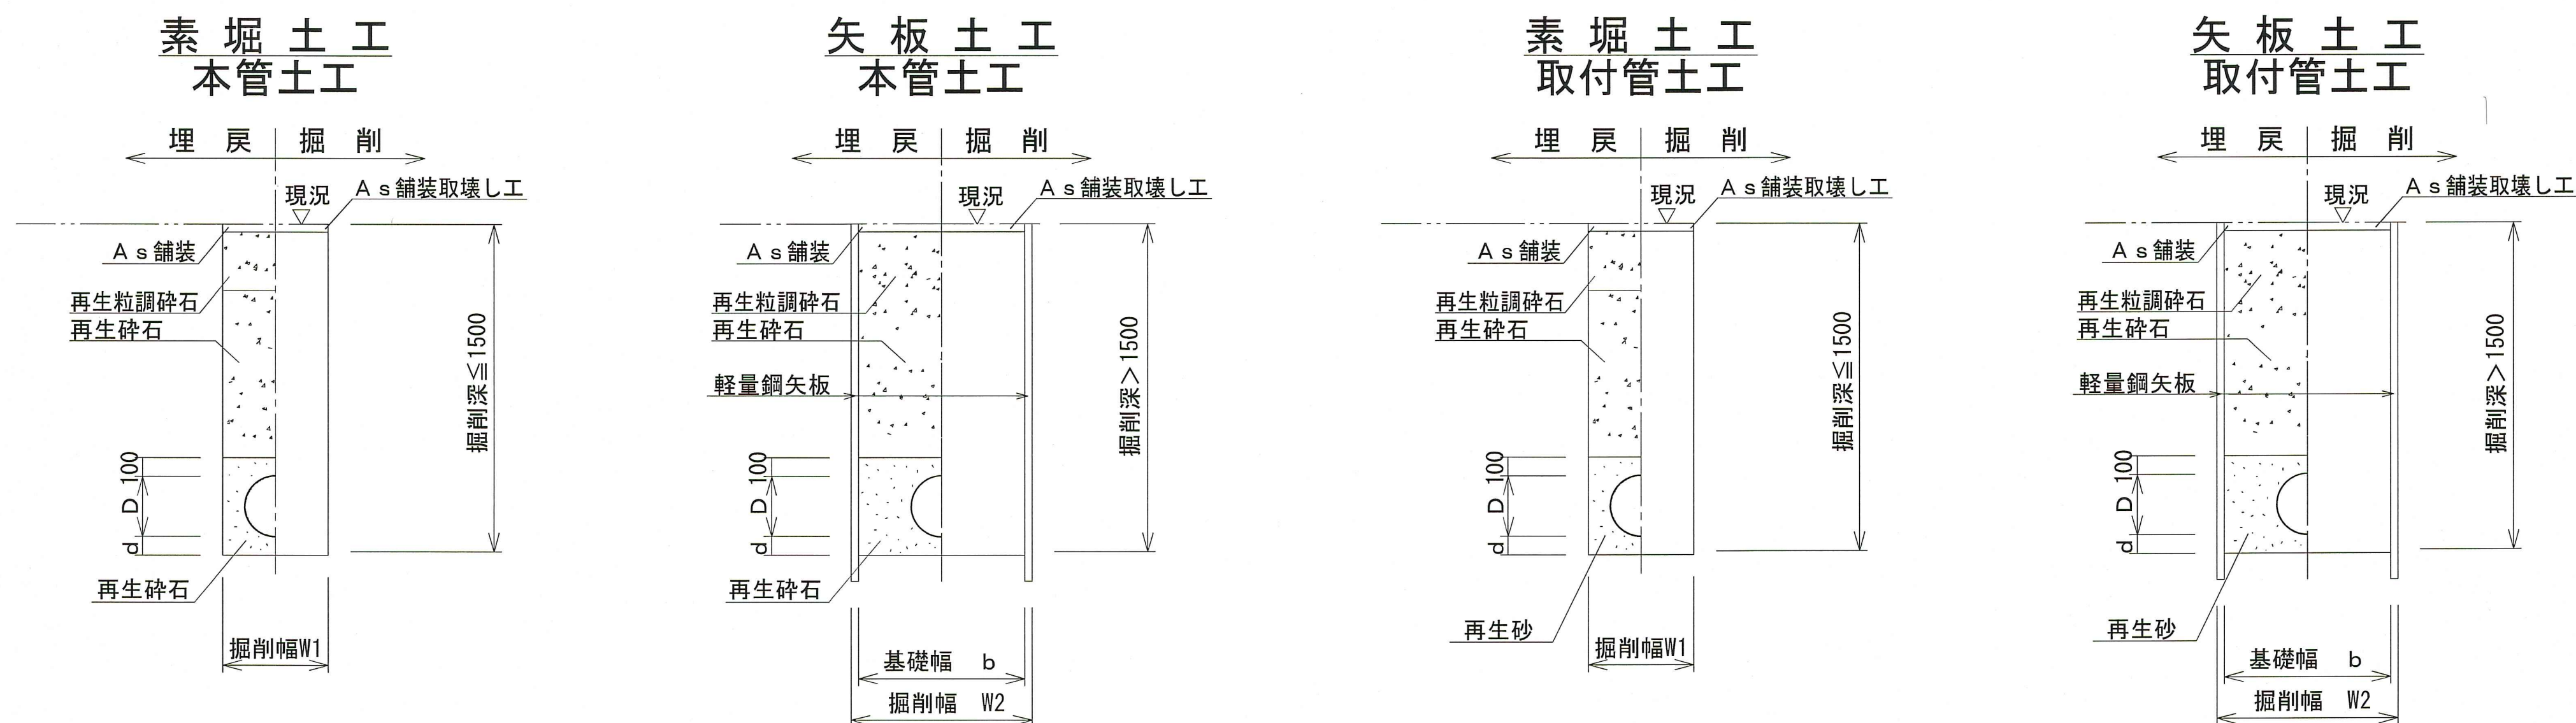 素堀土工
本管土工
埋戻 掘削
現況
Ａｓ舗装取壊し工
Ａｓ舗装
再生粒調砕石
再生砕石
掘削深≦1500
100
D
d
再生砕石
掘削幅W1
矢板土工
本管土工
埋戻 掘削
現況
Ａｓ舗装取壊し工
Ａｓ舗装
再生粒調砕石
再生砕石
軽量鋼矢板
掘削深＞1500
100
D
d
再生砕石
基礎幅 b
掘削幅 W2
素堀土工
取付管土工
埋戻 掘削
現況
Ａｓ舗装取壊し工
Ａｓ舗装
再生粒調砕石
再生砕石
掘削深≦1500
100
D
d
再生砂
掘削幅W1
矢板土工
取付管土工
埋戻 掘削
現況
Ａｓ舗装取壊し工
Ａｓ舗装
再生粒調砕石
再生砕石
軽量鋼矢板
掘削深＞1500
100
D
d
再生砂
基礎幅 b
掘削幅 W2